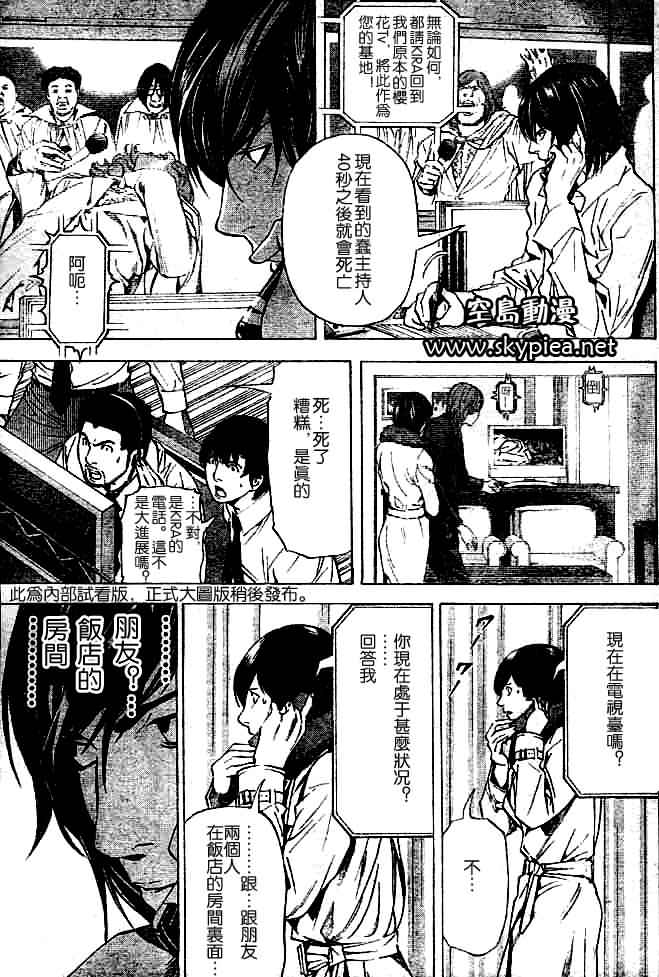 無論如何,
都請KIRA回到
我們原本的櫻
花TV，將此作為
您的基地！
現在看到的蠢主持人
40秒之後就會死亡
阿呃…
空島動漫
www.skypiea.net
倒
呀—
死…死了
糟糕，是真的
…不對，
是KIRA的
電話。這不
是大進展嗎？
此為內部試看版，正式大圖版稍後發布。
現在在電視臺嗎？
不…
你現在處于甚麼狀況？
……
回答我
………跟…跟朋友
兩個人
在飯店的房間裏面…
朋友？…
…………飯店的
………房間………